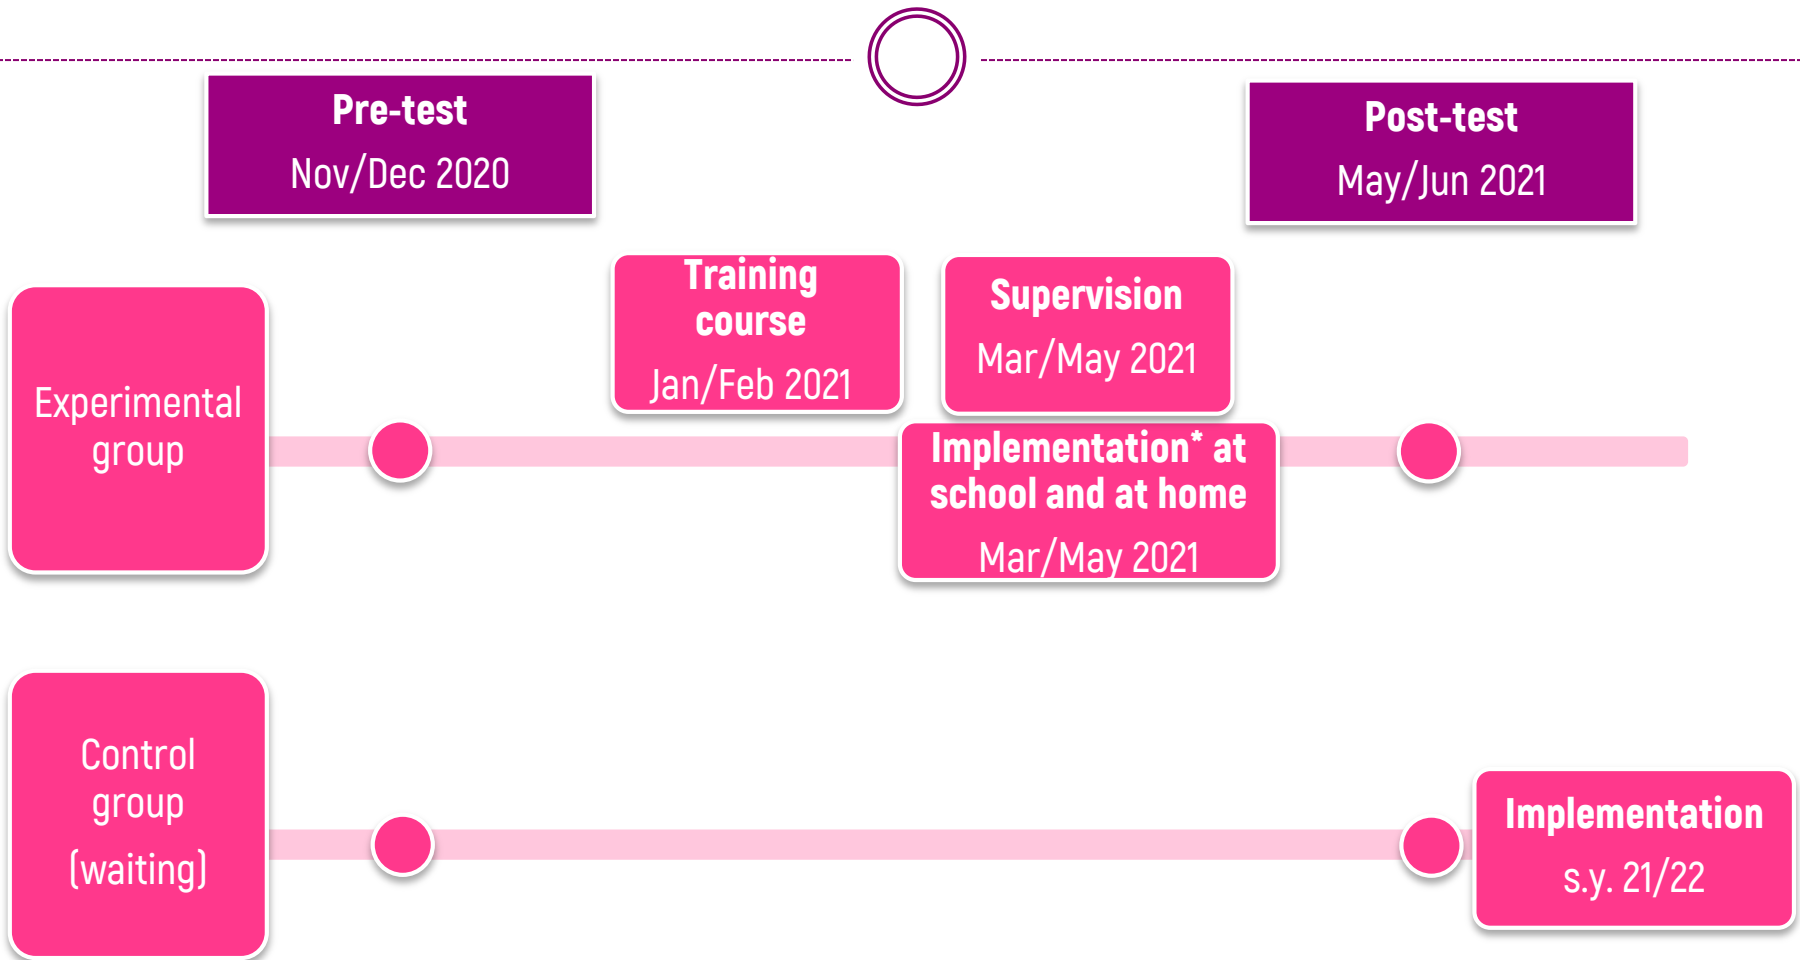 Pre-test
Nov/Dec 2020
Post-test
May/Jun 2021
Training
course
Jan/Feb 2021
Supervision
Mar/May 2021
Experimental
group
Implementation* at
school and at home
Mar/May 2021
Control
group
(waiting)
Implementation
s.y. 21/22